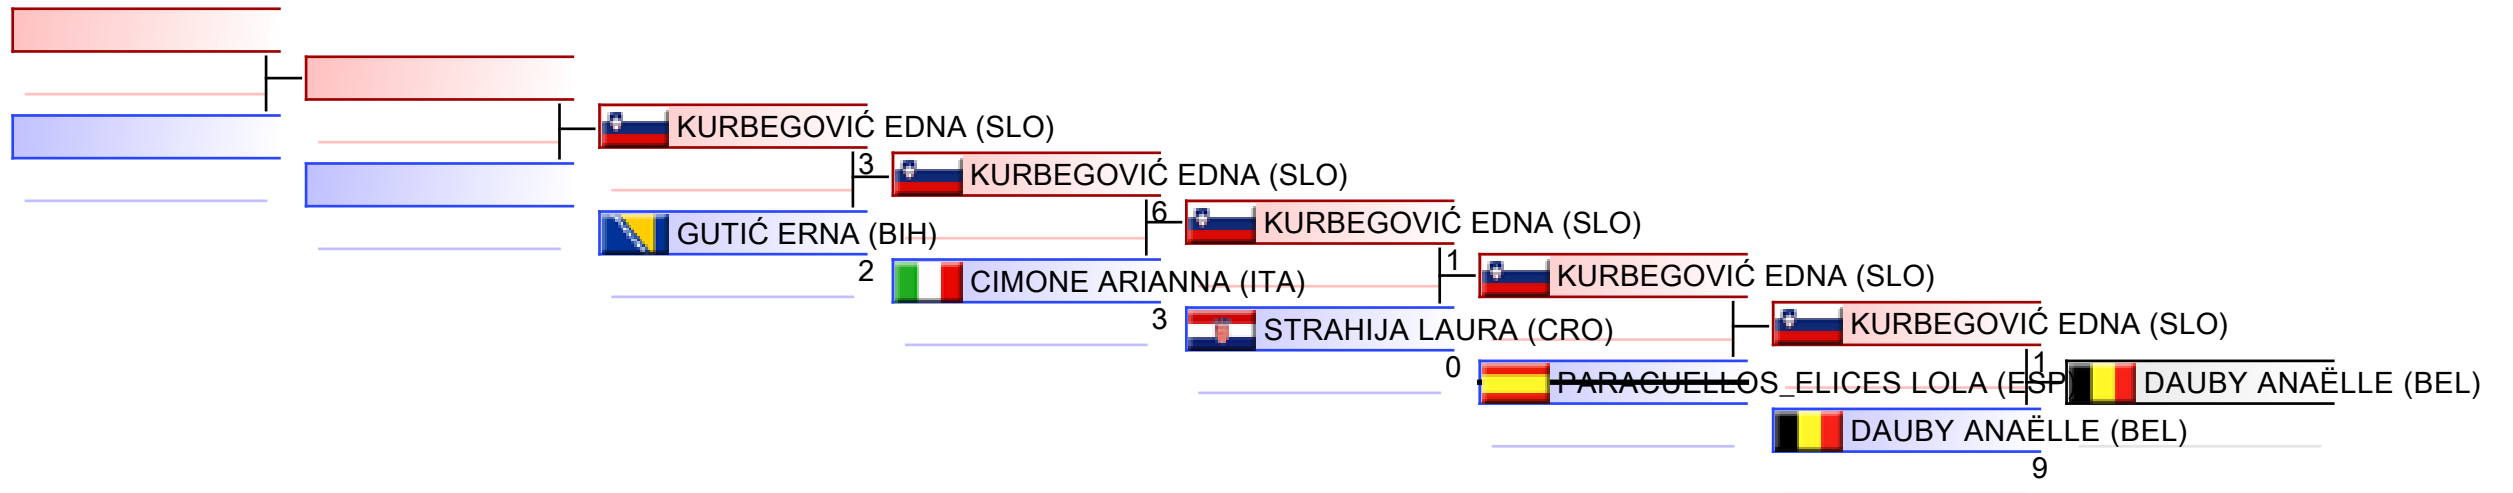 KURBEGOVIĆ EDNA (SLO)
3
GUTIĆ ERNA (BIH)
2
KURBEGOVIĆ EDNA (SLO)
6
CIMONE ARIANNA (ITA)
3
KURBEGOVIĆ EDNA (SLO)
1
STRAHIJA LAURA (CRO)
0
KURBEGOVIĆ EDNA (SLO)
PARACUELLOS_ELICES LOLA (ESP)
KURBEGOVIĆ EDNA (SLO)
1
DAUBY ANAËLLE (BEL)
9
DAUBY ANAËLLE (BEL)